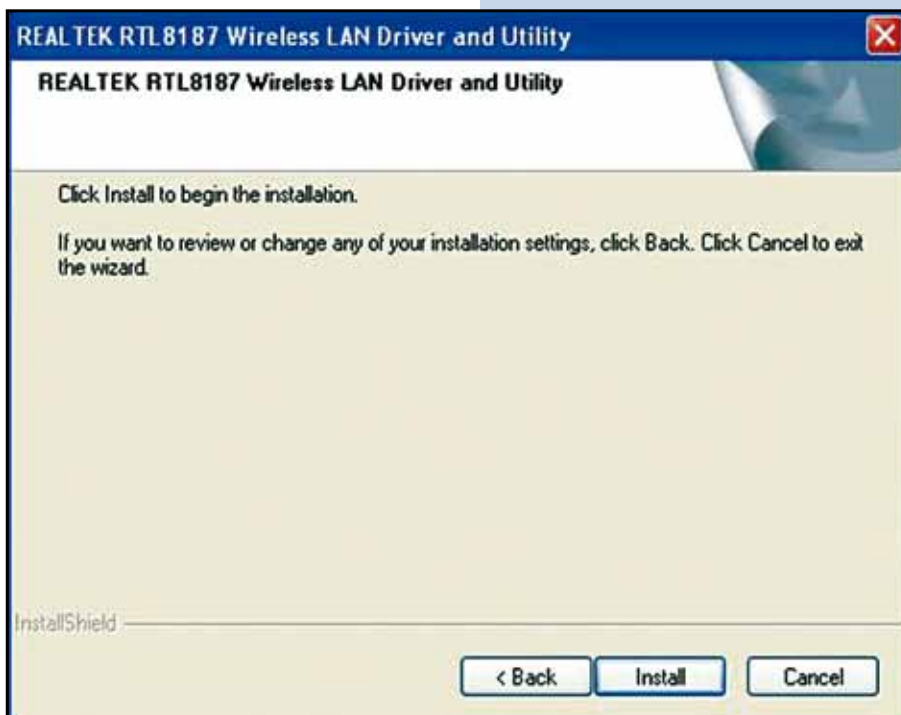 REALTEK RTL8187 Wireless LAN Driver and Utility
REALTEK RTL8187 Wireless LAN Driver and Utility
Click Install to begin the installation.
If you want to review or change any of your installation settings, click Back. Click Cancel to exit
the wizard.
InstallShield
< Back Install Cancel